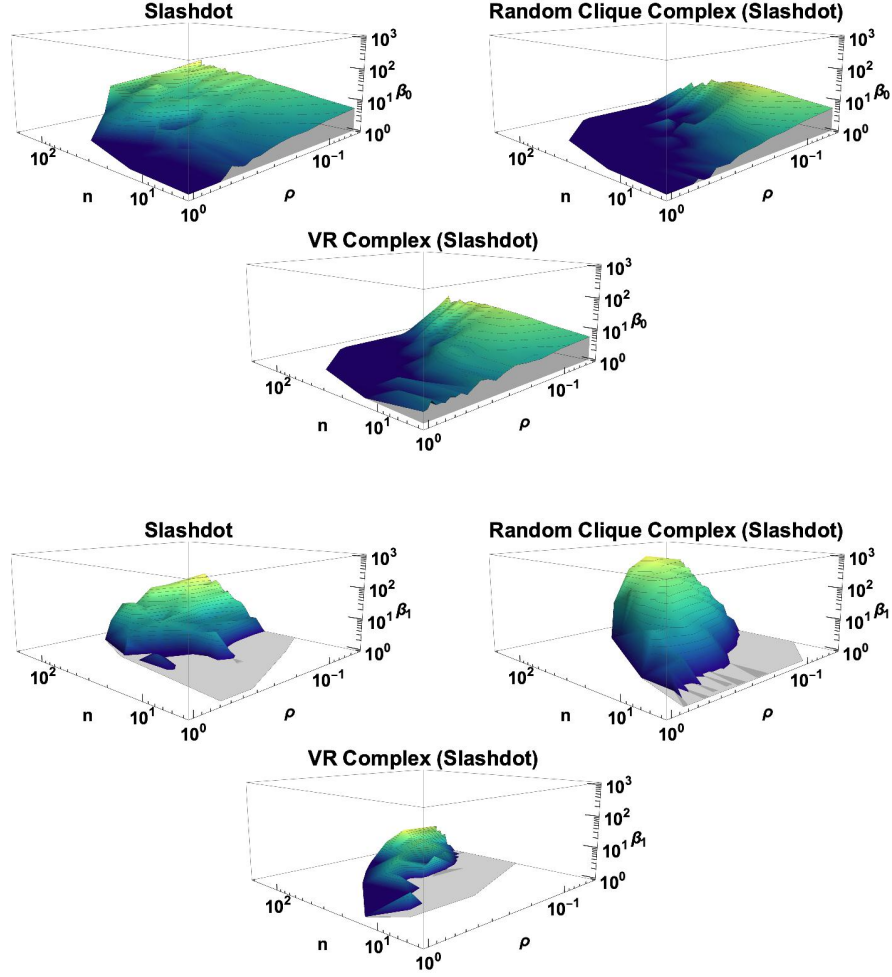 Slashdot
10³
10²
10¹
β₀
10⁰
10²
10¹
10⁰
10⁻¹
n
ρ
Random Clique Complex (Slashdot)
10³
10²
10¹
β₀
10⁰
10²
10¹
10⁰
10⁻¹
n
ρ
VR Complex (Slashdot)
10³
10²
10¹
β₀
10⁰
10²
10¹
10⁰
10⁻¹
n
ρ
Slashdot
10³
10²
10¹
β₁
10⁰
10²
10¹
10⁰
10⁻¹
n
ρ
Random Clique Complex (Slashdot)
10³
10²
10¹
β₁
10⁰
10²
10¹
10⁰
10⁻¹
n
ρ
VR Complex (Slashdot)
10³
10²
10¹
β₁
10⁰
10²
10¹
10⁰
10⁻¹
n
ρ